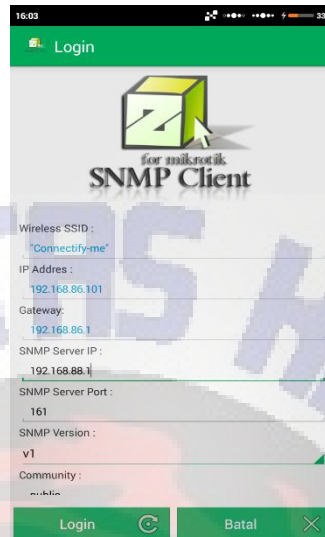 16:03
33
Login
Z
for mikrotik
SNMP Client
Wireless SSID :
"Connectify-me"
IP Addres :
192.168.86.101
Gateway:
192.168.86.1
SNMP Server IP :
192.168.88.1
SNMP Server Port :
161
SNMP Version :
v1
Community :
public
Login
Batal